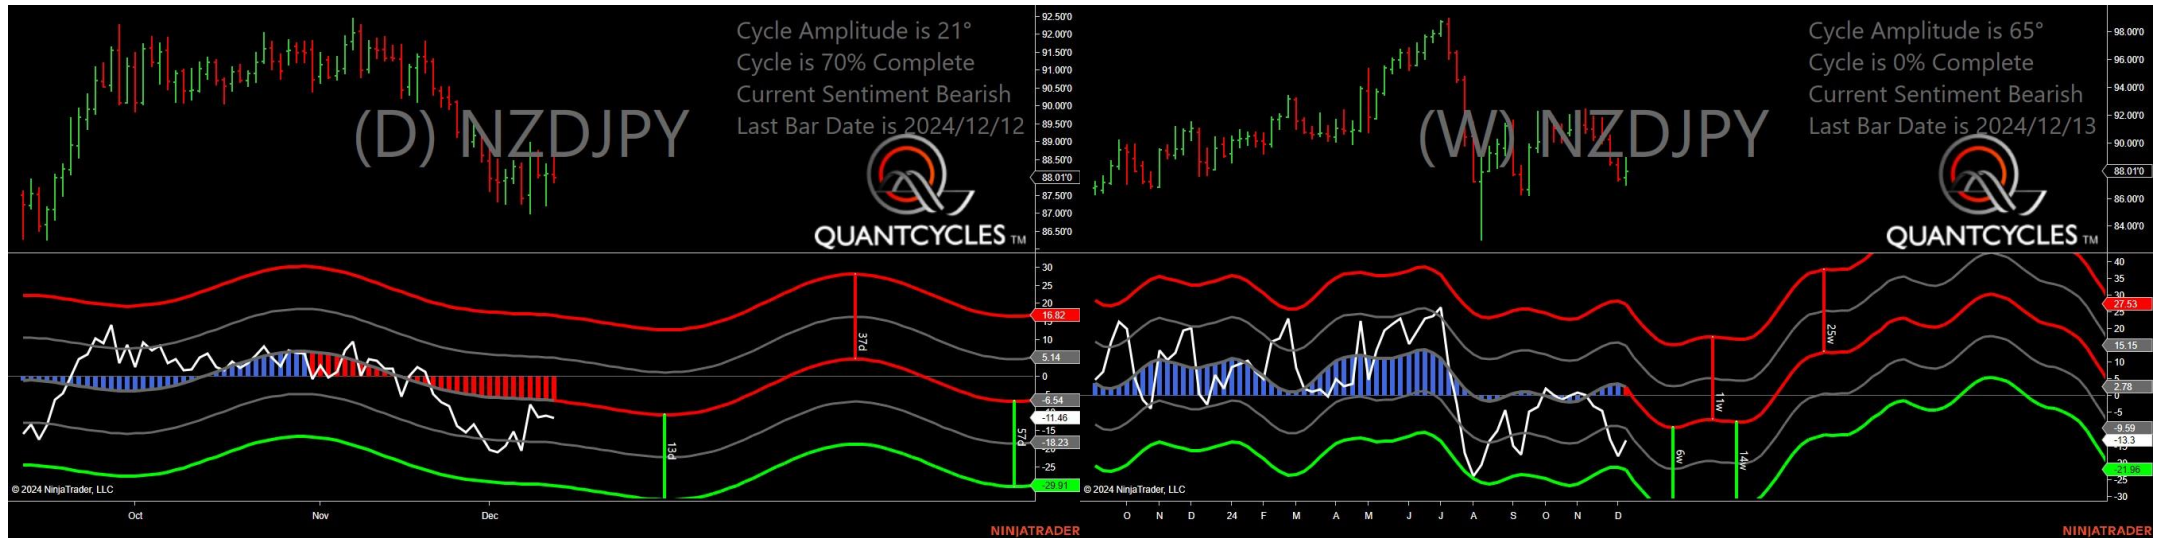 Cycle Amplitude is 21°
Cycle is 70% Complete
Current Sentiment Bearish
Last Bar Date is 2024/12/12
(D) NZDJPY
QUANTCYCLES TM
92.50'0
92.00'0
91.50'0
91.00'0
90.50'0
90.00'0
89.50'0
89.00'0
88.50'0
88.01'0
87.50'0
87.00'0
86.50'0
30
25
20
16.82
15
10
5.14
0
-6.54
-11.46
-15
-18.23
-25
-29.91
37d
13d
57d
© 2024 NinjaTrader, LLC
Oct Nov Dec
NINJATRADER
Cycle Amplitude is 65°
Cycle is 0% Complete
Current Sentiment Bearish
Last Bar Date is 2024/12/13
(W) NZDJPY
QUANTCYCLES TM
98.00'0
96.00'0
94.00'0
92.00'0
90.00'0
88.01'0
86.00'0
84.00'0
40
35
30
27.53
25
20
15.15
10
5
2.78
0
-5
-9.59
-13.3
-21.96
-25
-30
25w
11w
6w
14w
© 2024 NinjaTrader, LLC
O N D 24 F M A M J J A S O N D
NINJATRADER